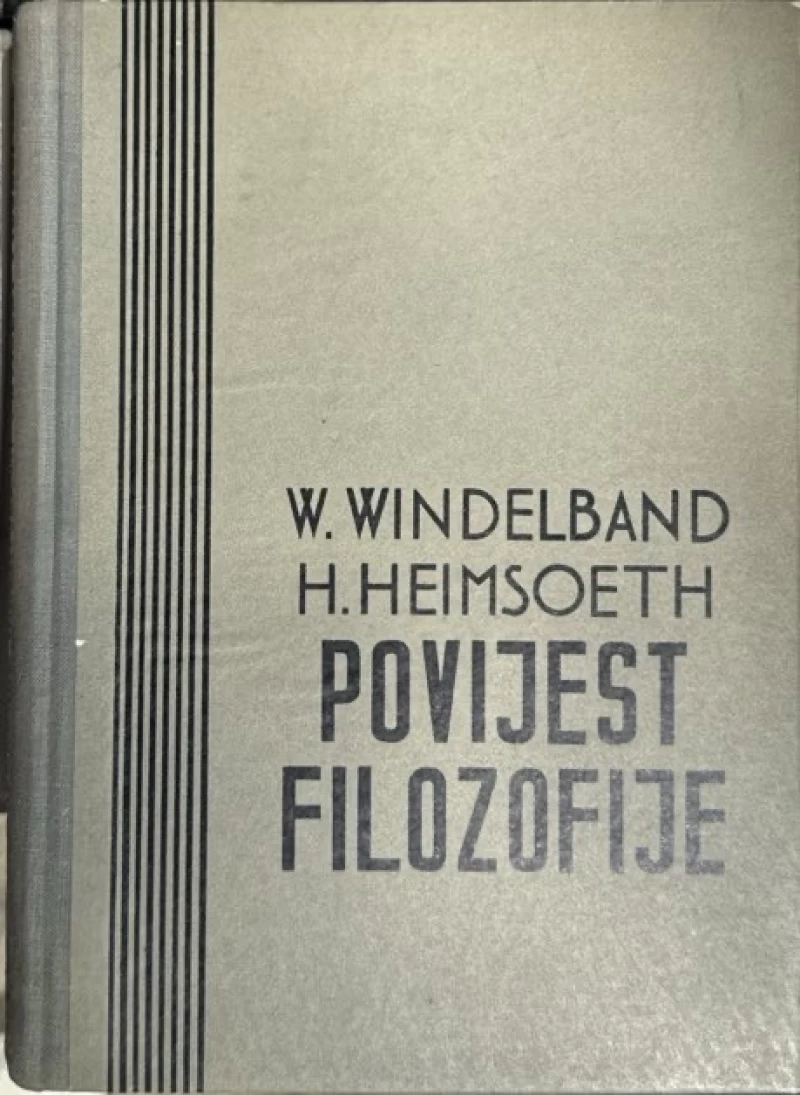 W. WINDELBAND
H. HEIMSOETH
POVIJEST
FILOZOFIJE